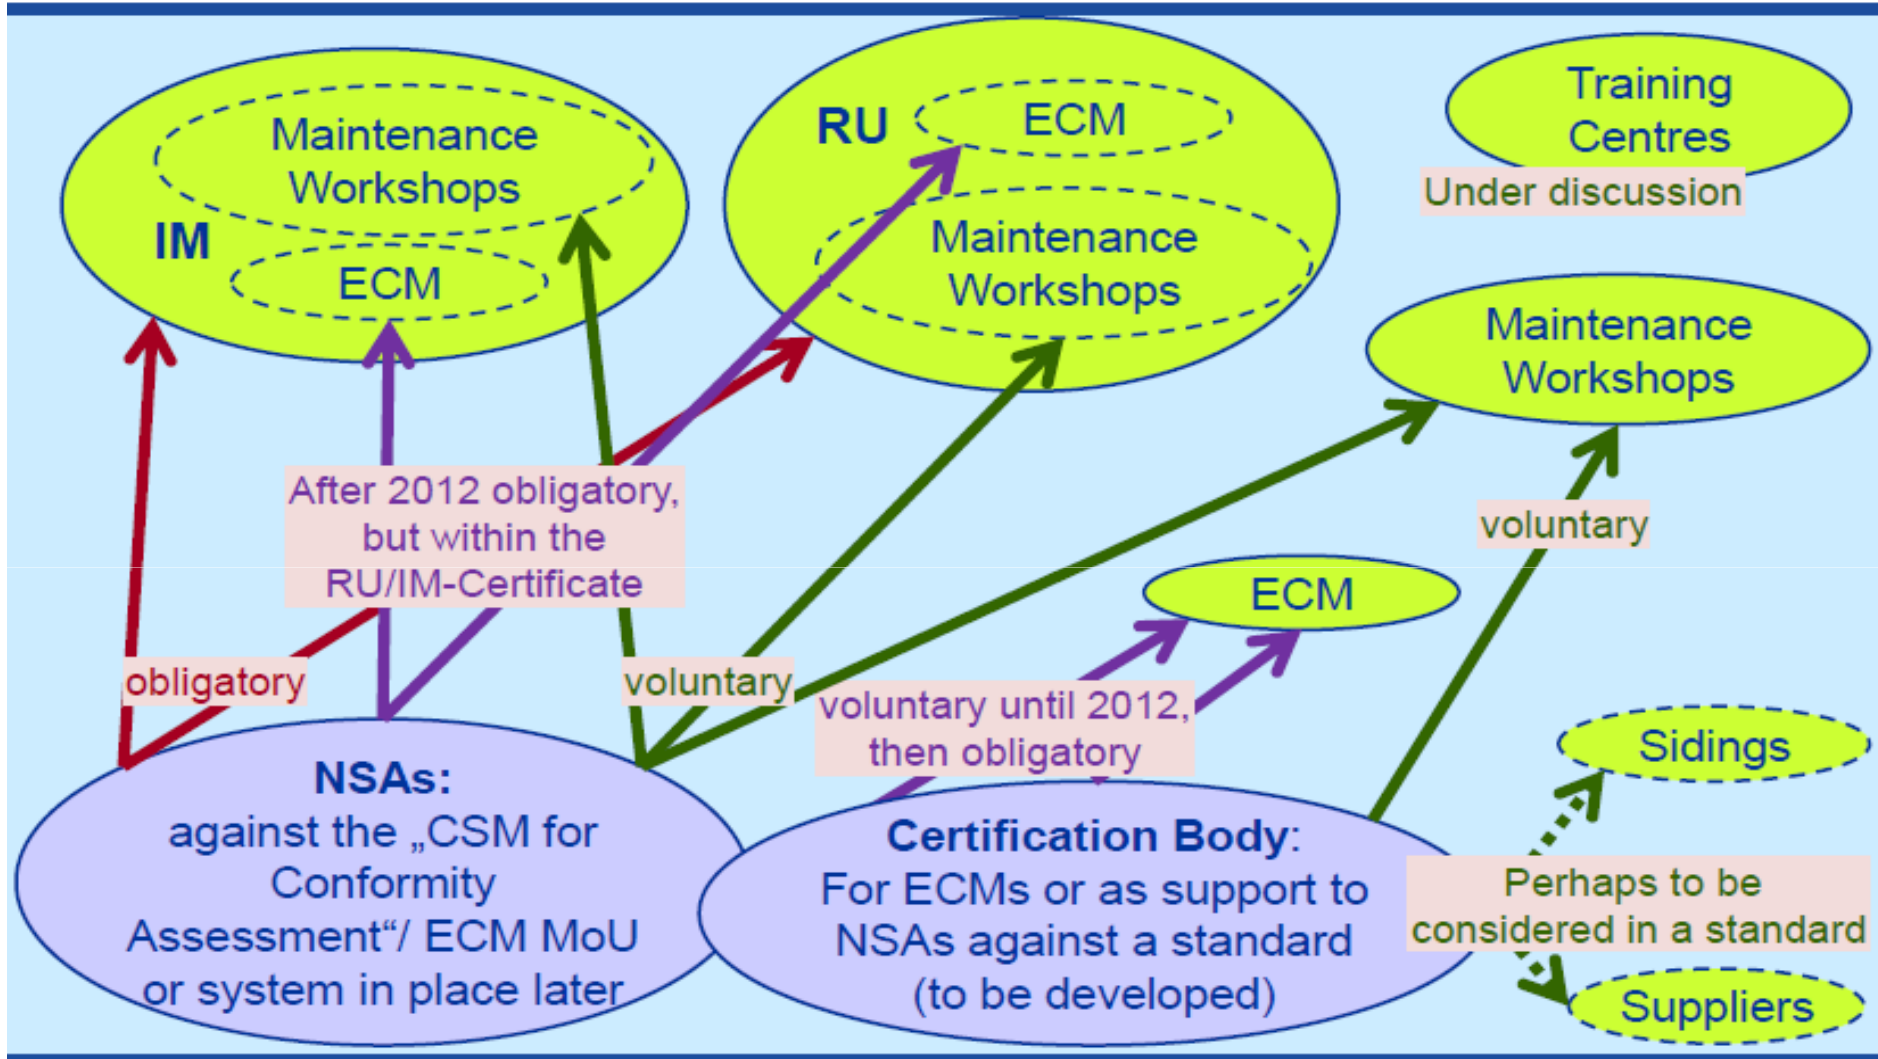 Maintenance
Workshops
IM
ECM
RU
ECM
Maintenance
Workshops
Training
Centres
Under discussion
Maintenance
Workshops
After 2012 obligatory,
but within the
RU/IM-Certificate
voluntary
ECM
obligatory
voluntary
voluntary until 2012,
then obligatory
Sidings
NSAs:
against the „CSM for
Conformity
Assessment“/ ECM MoU
or system in place later
Certification Body:
For ECMs or as support to
NSAs against a standard
(to be developed)
Perhaps to be
considered in a standard
Suppliers